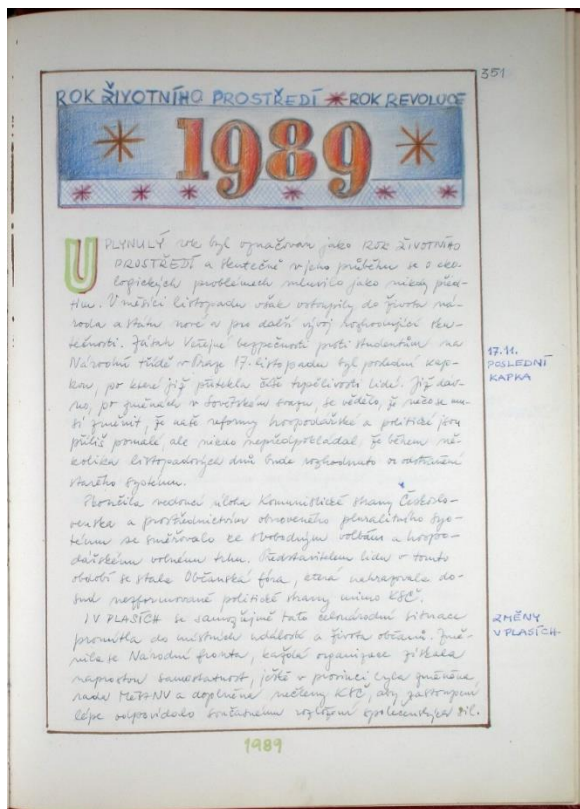 351
ROK ŽIVOTNÍHO PROSTŘEDÍ * ROK REVOLUCE
1989
UPLYNULÝ rok byl označován jako ROK ŽIVOTNÍHO
PROSTŘEDÍ a skutečně v jeho průběhu se o eko-
logických problémech mluvilo jako nikdy před-
tím. V měsíci listopadu však vstoupily do života ná-
roda a státu nové a pro další vývoj rozhodující sku-
tečnosti. Zásah Veřejné bezpečnosti proti studentům na
Národní třídě v Praze 17. listopadu byl poslední kap-
kou, po které již přetekla číše trpělivosti lidí. Již dáv-
no, po změnách v Sovětském svazu, se vědělo, že něco se mu-
sí změnit, že naše reformy hospodářské a politické jsou
příliš pomalé, ale nikdo nepředpokládal, že během ně-
kolika listopadových dnů bude rozhodnuto o odstranění
starého systému.
17.11.
POSLEDNÍ
KAPKA
Skončila vedoucí úloha Komunistické strany Českoslo-
venska a prostřednictvím obnoveného pluralitního sys-
tému se směřovalo ke svobodným volbám a hospo-
dářskému volnému trhu. Představitelem lidu v tomto
období se stala Občanská fóra, která nahrazovala do-
sud nezformované politické strany mimo KSČ.
I V PLASÍCH se samozřejmě tato celonárodní situace
promítla do místních událostí a života občanů. Změ-
nila se Národní fronta, každá organizace získala
naprostou samostatnost, ještě v prosinci byla změněna
rada MěstNV a doplněna nečleny KSČ, aby zastoupení
lépe odpovídalo současnému rozložení společenských sil.
ZMĚNY
V PLASÍCH
1989